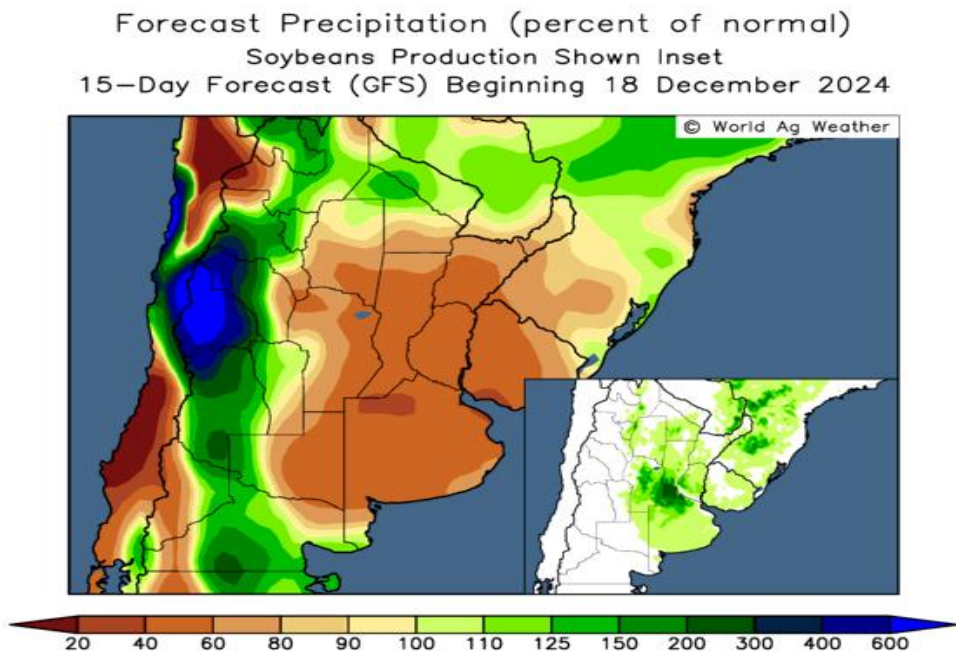 Forecast Precipitation (percent of normal)
Soybeans Production Shown Inset
15-Day Forecast (GFS) Beginning 18 December 2024
© World Ag Weather
20 40 60 80 90 100 110 125 150 200 300 400 600